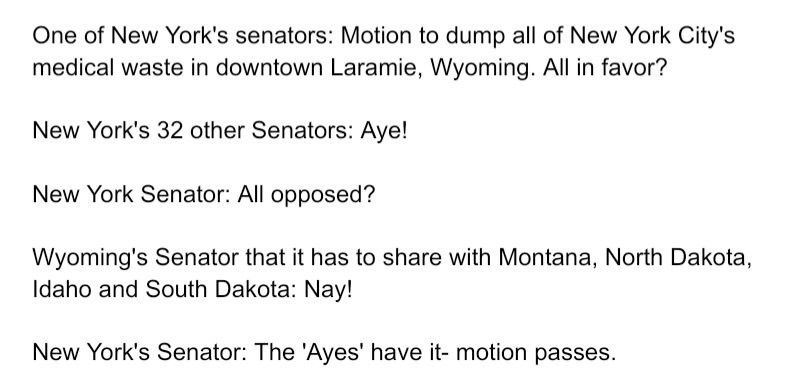 One of New York's senators: Motion to dump all of New York City's
medical waste in downtown Laramie, Wyoming. All in favor?
New York's 32 other Senators: Aye!
New York Senator: All opposed?
Wyoming's Senator that it has to share with Montana, North Dakota,
Idaho and South Dakota: Nay!
New York's Senator: The 'Ayes' have it- motion passes.